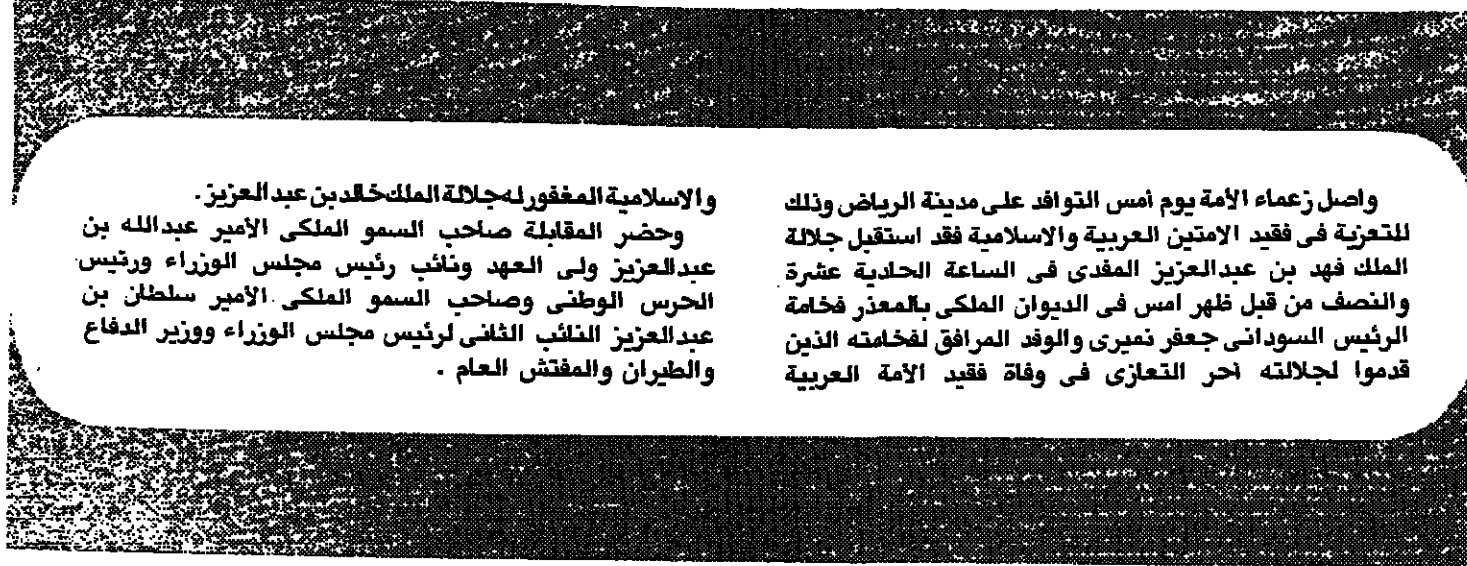 واصل زعماء الأمة يوم أمس التوافد على مدينة الرياض وذلك
للتعزية فى فقيد الامتين العربية والاسلامية فقد استقبل جلالة
الملك فهد بن عبدالعزيز المفدى فى الساعة الحادية عشرة
والنصف من قبل ظهر امس فى الديوان الملكى بالمعذر فخامة
الرئيس السودانى جعفر نميرى والوفد المرافق لفخامته الذين
قدموا لجلالته أحر التعازى فى وفاة فقيد الأمة العربية
والاسلامية المغفور له جلالة الملك خالد بن عبد العزيز .
وحضر المقابلة صاحب السمو الملكى الأمير عبدالله بن
عبدالعزيز ولى العهد ونائب رئيس مجلس الوزراء ورئيس
الحرس الوطنى وصاحب السمو الملكى الأمير سلطان بن
عبدالعزيز النائب الثانى لرئيس مجلس الوزراء ووزير الدفاع
والطيران والمفتش العام .